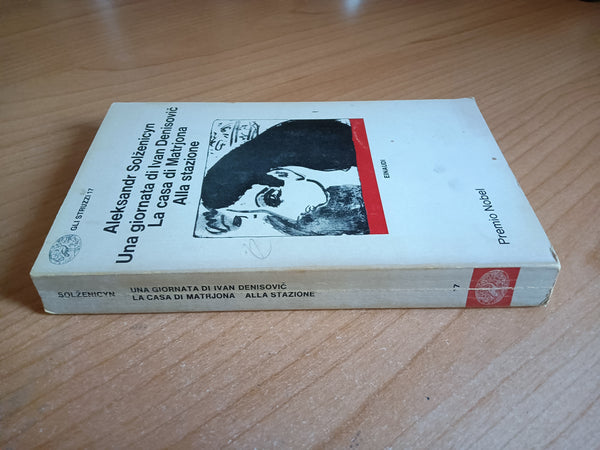 GLI STRUZZI 17
Aleksandr Solženicyn
Una giornata di Ivan Denisovič
La casa di Matrjona
Alla stazione
EINAUDI
Premio Nobel
SOLŽENICYN
UNA GIORNATA DI IVAN DENISOVIČ
LA CASA DI MATRJONA ALLA STAZIONE